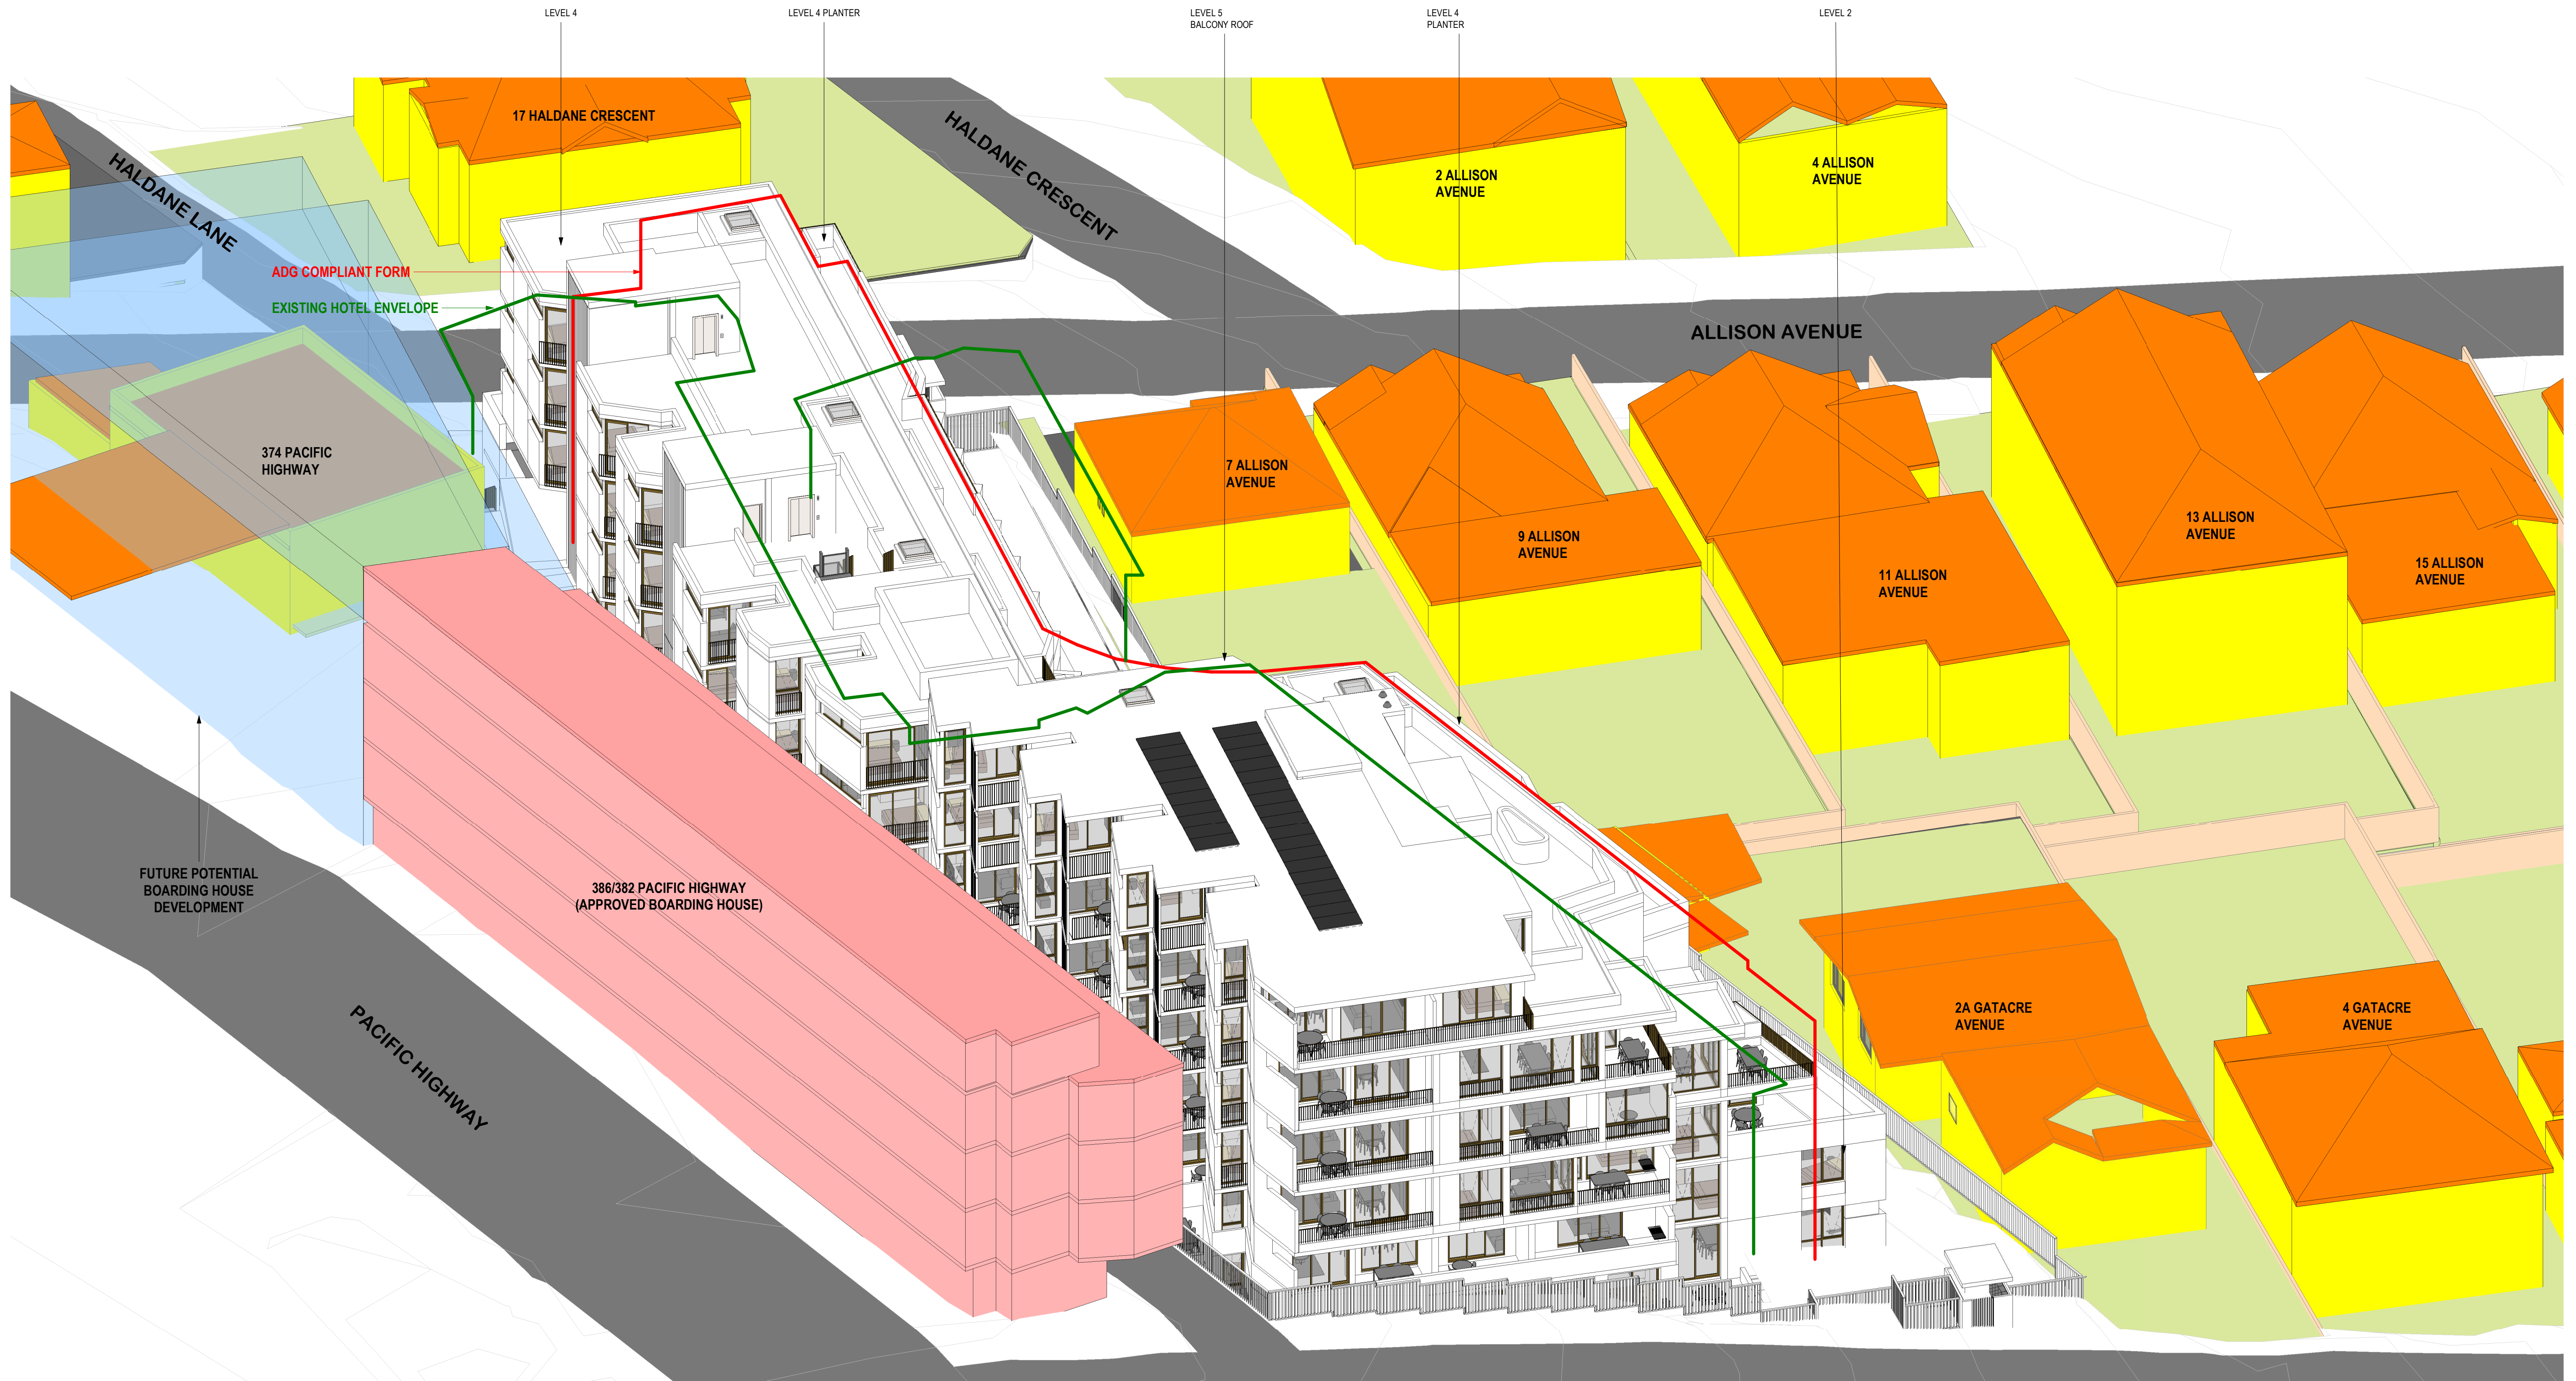 LEVEL 4
LEVEL 4 PLANTER
LEVEL 5
BALCONY ROOF
LEVEL 4
PLANTER
LEVEL 2
17 HALDANE CRESCENT
HALDANE LANE
HALDANE CRESCENT
2 ALLISON
AVENUE
4 ALLISON
AVENUE
ADG COMPLIANT FORM
EXISTING HOTEL ENVELOPE
ALLISON AVENUE
374 PACIFIC
HIGHWAY
7 ALLISON
AVENUE
9 ALLISON
AVENUE
11 ALLISON
AVENUE
13 ALLISON
AVENUE
15 ALLISON
AVENUE
FUTURE POTENTIAL
BOARDING HOUSE
DEVELOPMENT
386/382 PACIFIC HIGHWAY
(APPROVED BOARDING HOUSE)
PACIFIC HIGHWAY
2A GATACRE
AVENUE
4 GATACRE
AVENUE